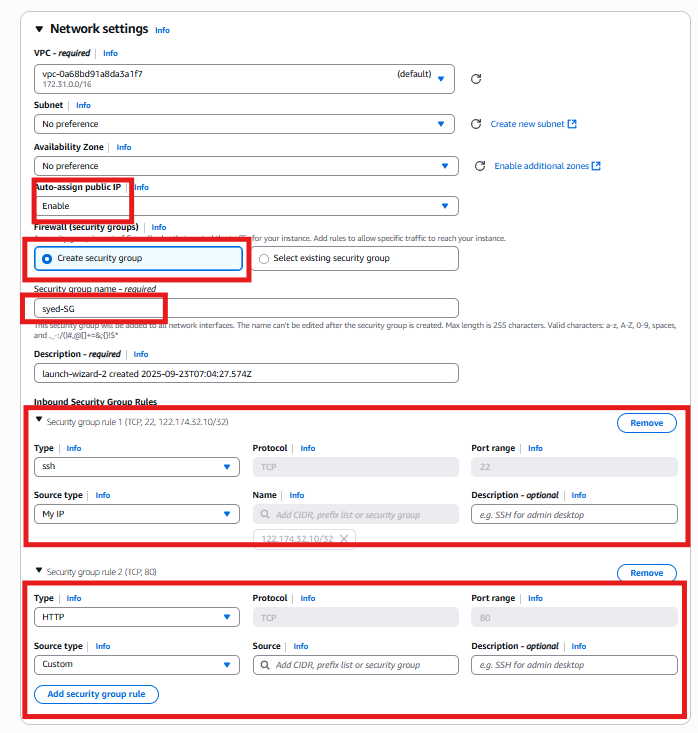 Network settings Info
VPC - required Info
vpc-0a68bd91a8da3a1f7 (default)
172.31.0.0/16
Subnet Info
No preference Create new subnet
Availability Zone Info
No preference Enable additional zones
Auto-assign public IP Info
Enable
Firewall (security groups) Info
for your instance. Add rules to allow specific traffic to reach your instance.
Create security group Select existing security group
Security group name - required
syed-SG
This security group will be added to all network interfaces. The name can't be edited after the security group is created. Max length is 255 characters. Valid characters: a-z, A-Z, 0-9, spaces,
and ._-:/()#,@[]+=&;{}!$*
Description - required Info
launch-wizard-2 created 2025-09-23T07:04:27.574Z
Inbound Security Group Rules
Security group rule 1 (TCP, 22, 122.174.32.10/32) Remove
Type Info Protocol Info Port range Info
ssh TCP 22
Source type Info Name Info Description - optional Info
My IP Add CIDR, prefix list or security group e.g. SSH for admin desktop
122.174.32.10/32
Security group rule 2 (TCP, 80) Remove
Type Info Protocol Info Port range Info
HTTP TCP 80
Source type Info Source Info Description - optional Info
Custom Add CIDR, prefix list or security group e.g. SSH for admin desktop
Add security group rule